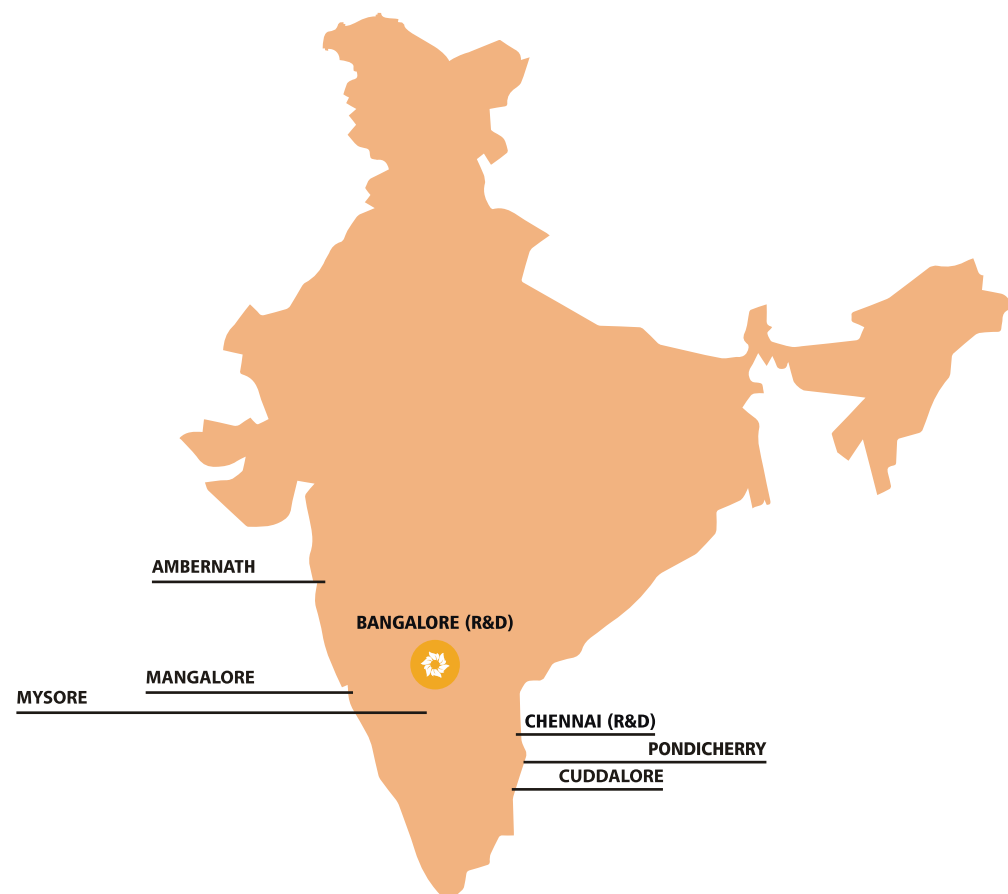 AMBERNATH
BANGALORE (R&D)
MANGALORE
MYSORE
CHENNAI (R&D)
PONDICHERRY
CUDDALORE